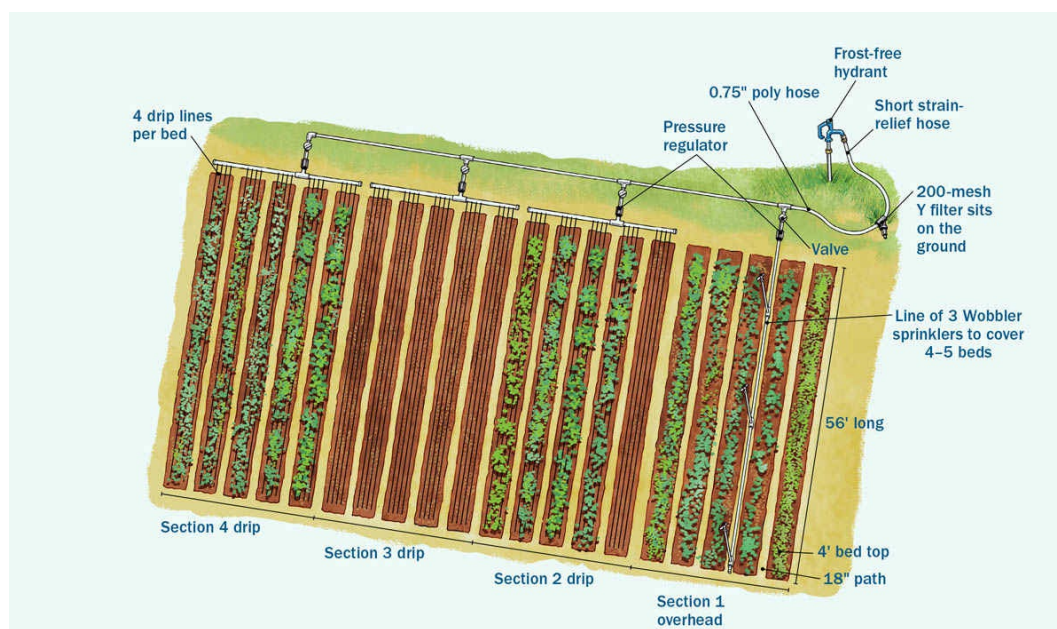 Frost-free
hydrant
0.75" poly hose
Short strain-
relief hose
4 drip lines
per bed
Pressure
regulator
200-mesh
Y filter sits
on the
ground
Valve
Line of 3 Wobbler
sprinklers to cover
4–5 beds
56' long
Section 4 drip
Section 3 drip
Section 2 drip
4' bed top
18" path
Section 1
overhead